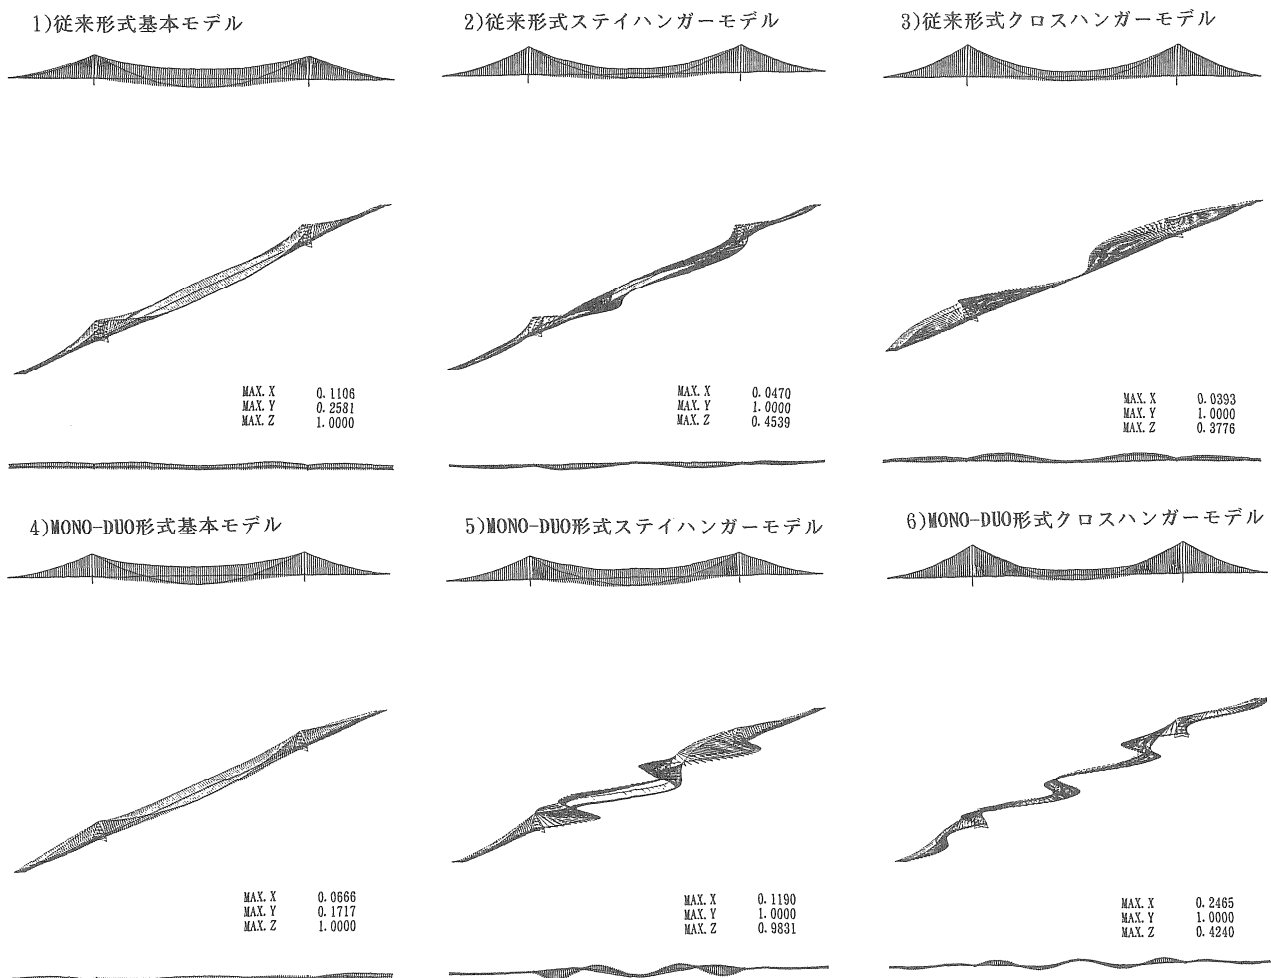 1)従来形式基本モデル
2)従来形式ステイハンガーモデル
3)従来形式クロスハンガーモデル
MAX.X 0.1106
MAX.Y 0.2581
MAX.Z 1.0000
MAX.X 0.0470
MAX.Y 1.0000
MAX.Z 0.4539
MAX.X 0.0393
MAX.Y 1.0000
MAX.Z 0.3776
4)MONO-DUO形式基本モデル
5)MONO-DUO形式ステイハンガーモデル
6)MONO-DUO形式クロスハンガーモデル
MAX.X 0.0666
MAX.Y 0.1717
MAX.Z 1.0000
MAX.X 0.1190
MAX.Y 1.0000
MAX.Z 0.9831
MAX.X 0.2465
MAX.Y 1.0000
MAX.Z 0.4240